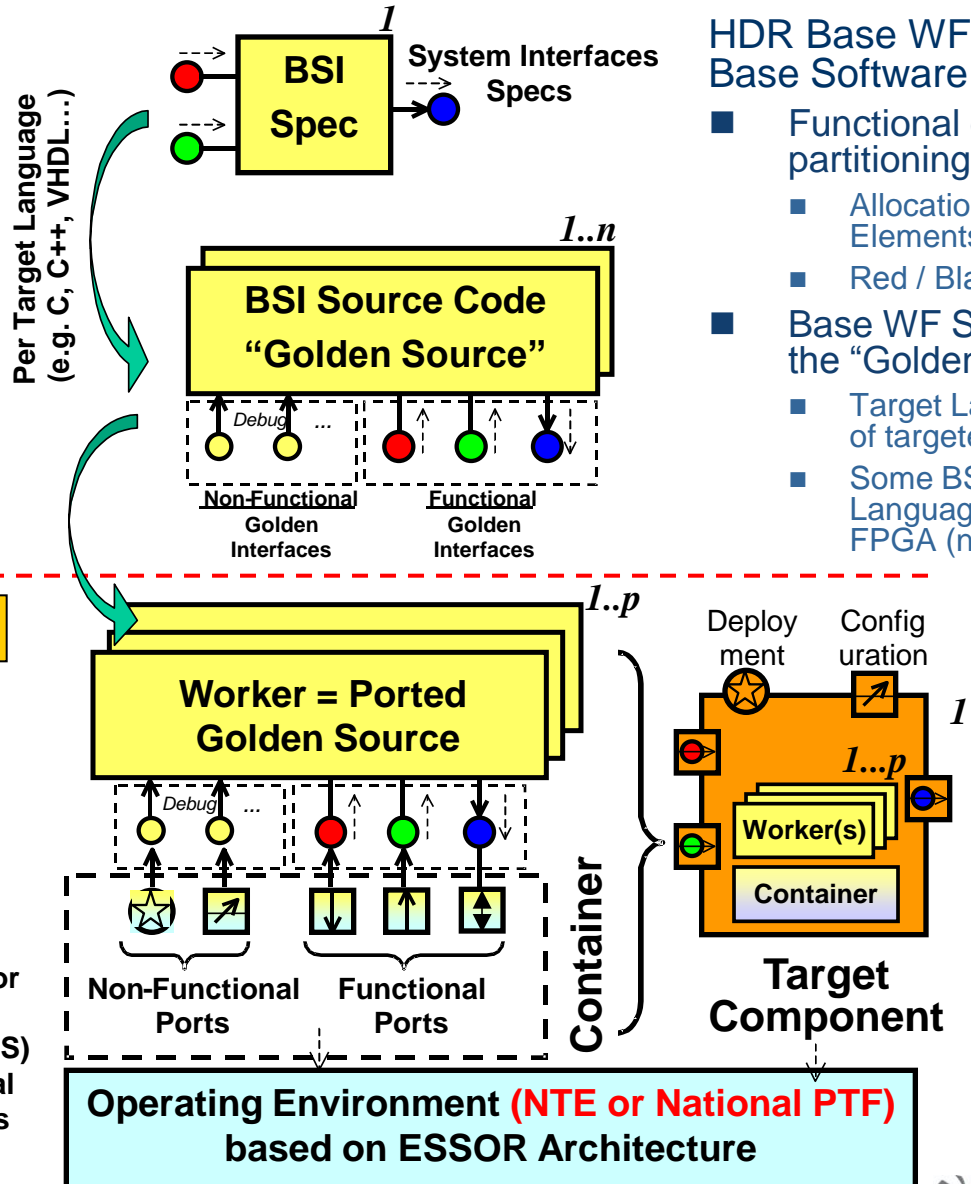 1
BSI
Spec
System Interfaces
Specs
Per Target Language
(e.g. C, C++, VHDL…)
HDR Base WF
Base Software
Functional
partitioning
Allocatio
Elements
Red / Bla
Base WF S
the “Golden
Target La
of targete
Some BS
Languag
FPGA (n
1..n
BSI Source Code
“Golden Source”
Debug ...
Non-Functional
Golden
Interfaces
Functional
Golden
Interfaces
1..p
Worker = Ported
Golden Source
Debug ...
Non-Functional
Ports
Functional
Ports
Container
Deploy
ment
Config
uration
1
1...p
Worker(s)
Container
Target
Component
or
S)
al
s
Operating Environment (NTE or National PTF)
based on ESSOR Architecture